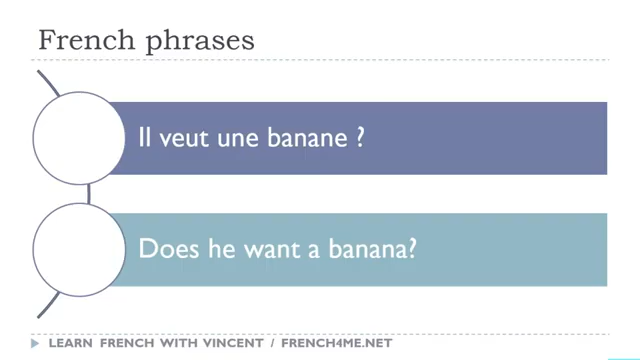 French phrases
Il veut une banane ?
Does he want a banana?
LEARN FRENCH WITH VINCENT / FRENCH4ME.NET